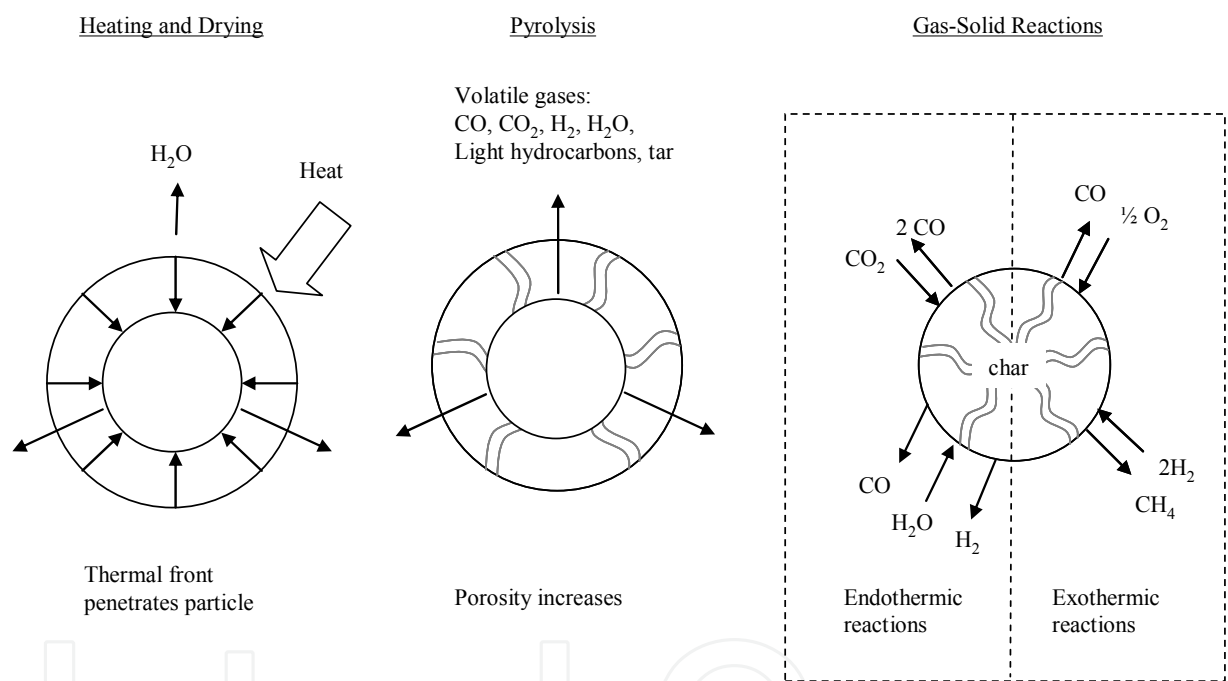 Heating and Drying
H₂O
Heat
Thermal front
penetrates particle
Pyrolysis
Volatile gases:
CO, CO₂, H₂, H₂O,
Light hydrocarbons, tar
Porosity increases
Gas-Solid Reactions
CO
½ O₂
2 CO
CO₂
char
CO
H₂O
H₂
2H₂
CH₄
Endothermic
reactions
Exothermic
reactions